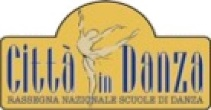 Città in Danza
RASSEGNA NAZIONALE SCUOLE DI DANZA